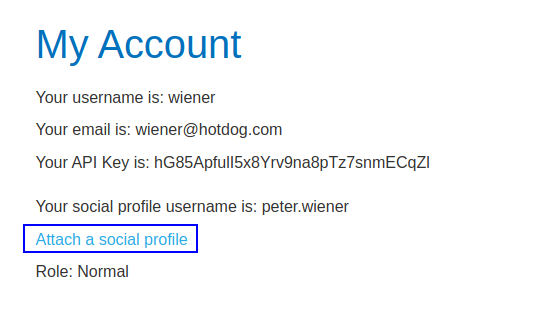 My Account
Your username is: wiener
Your email is: wiener@hotdog.com
Your API Key is: hG85ApfulI5x8Yrv9na8pTz7snmECqZI
Your social profile username is: peter.wiener
Attach a social profile
Role: Normal